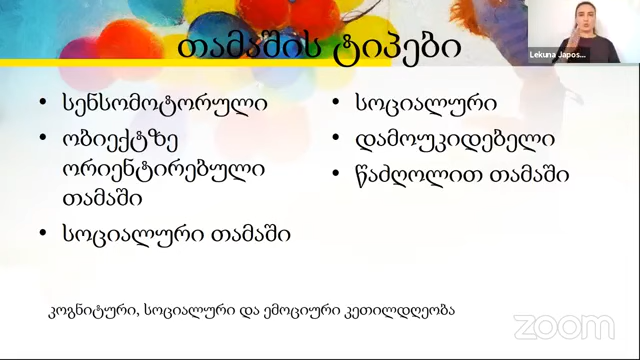 თამაშის ტიპები
Lekuna Japos...
• სენსომოტორული
• ობიექტზე
ორიენტირებული
თამაში
• სოციალური თამაში
• სოციალური
• დამოუკიდებელი
• წაძღოლით თამაში
კოგნიტური, სოციალური და ემოციური კეთილდღეობა
zoom